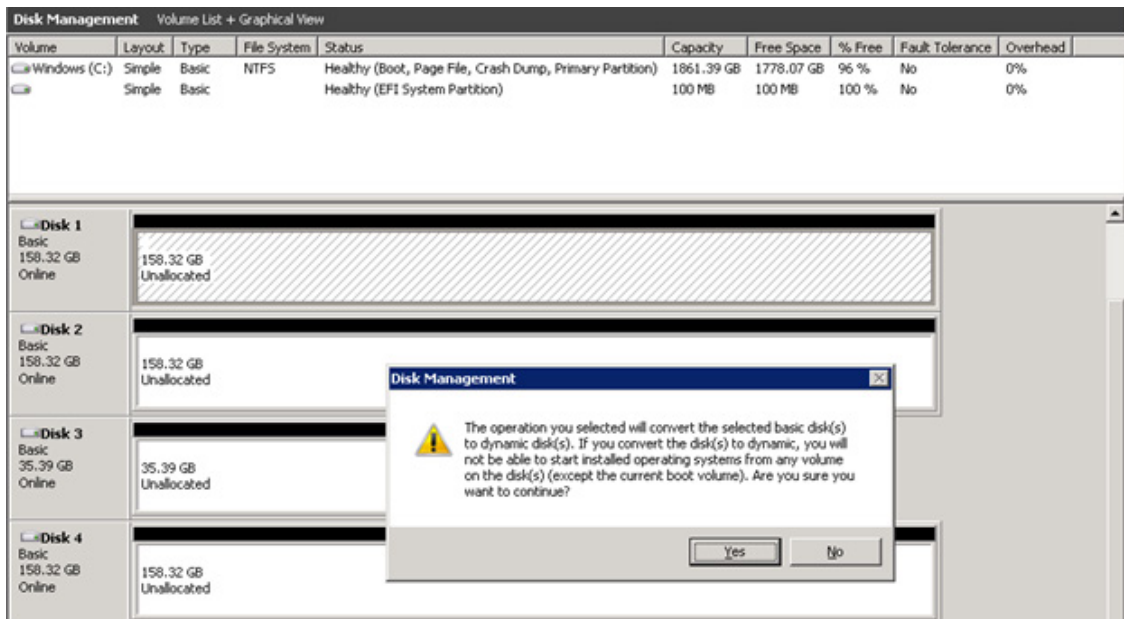 Disk Management Volume List + Graphical View
Volume Layout Type File System Status Capacity Free Space % Free Fault Tolerance Overhead
Windows (C:) Simple Basic NTFS Healthy (Boot, Page File, Crash Dump, Primary Partition) 1861.39 GB 1778.07 GB 96 % No 0%
Simple Basic Healthy (EFI System Partition) 100 MB 100 MB 100 % No 0%
Disk 1
Basic
158.32 GB
Online
158.32 GB
Unallocated
Disk 2
Basic
158.32 GB
Online
158.32 GB
Unallocated
Disk Management
The operation you selected will convert the selected basic disk(s)
to dynamic disk(s). If you convert the disk(s) to dynamic, you will
not be able to start installed operating systems from any volume
on the disk(s) (except the current boot volume). Are you sure you
want to continue?
Yes No
Disk 3
Basic
35.39 GB
Online
35.39 GB
Unallocated
Disk 4
Basic
158.32 GB
Online
158.32 GB
Unallocated